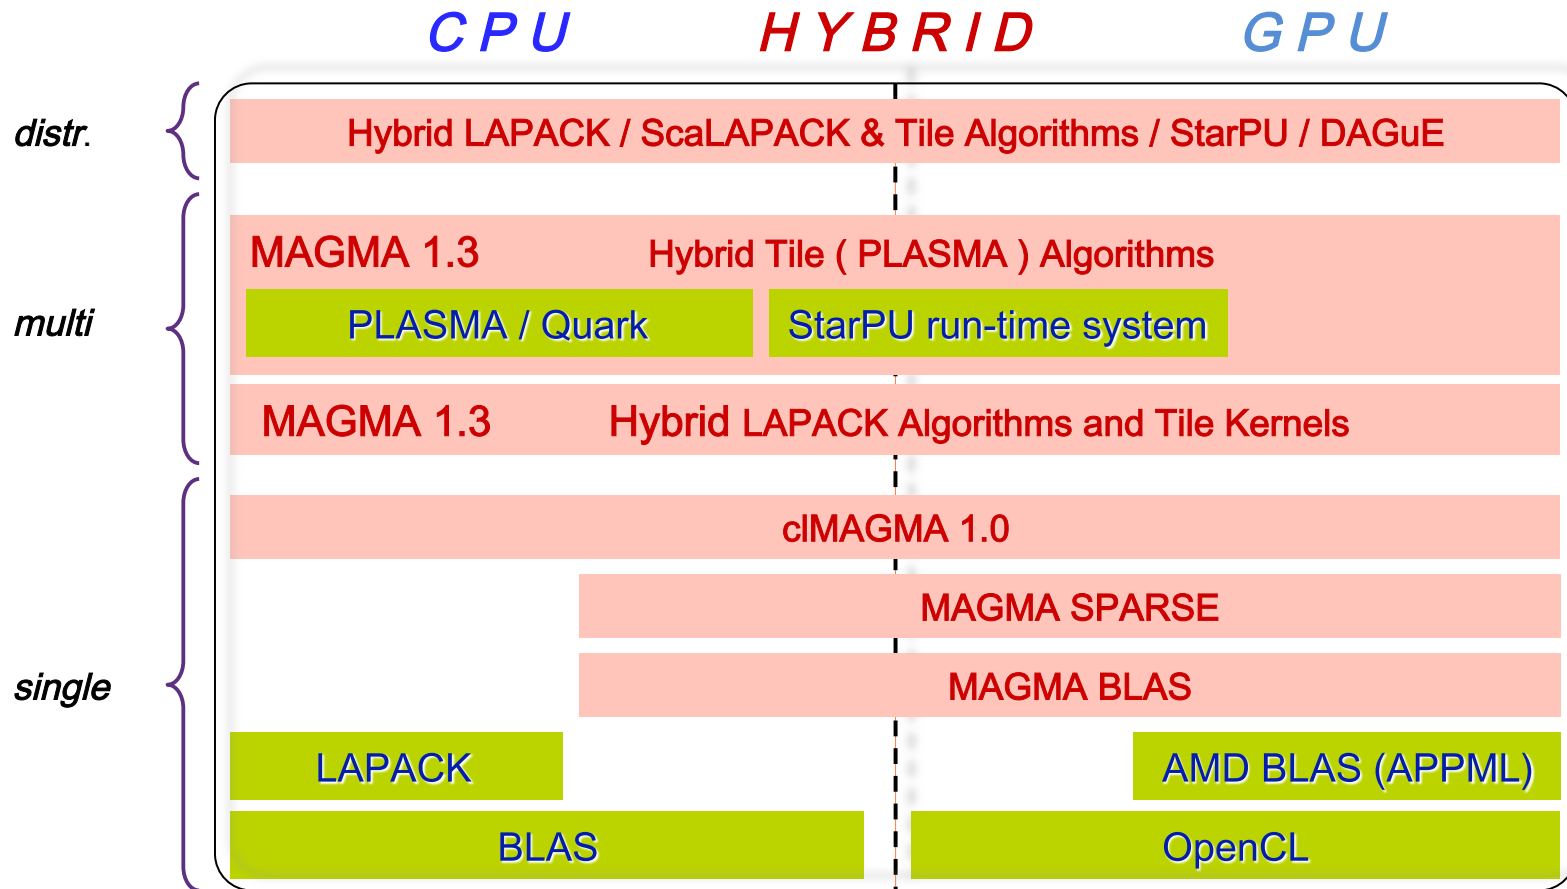 CPU HYBRID GPU
distr. Hybrid LAPACK / ScaLAPACK & Tile Algorithms / StarPU / DAGuE
MAGMA 1.3 Hybrid Tile ( PLASMA ) Algorithms
multi PLASMA / Quark StarPU run-time system
MAGMA 1.3 Hybrid LAPACK Algorithms and Tile Kernels
clMAGMA 1.0
MAGMA SPARSE
single MAGMA BLAS
LAPACK AMD BLAS (APPML)
BLAS OpenCL